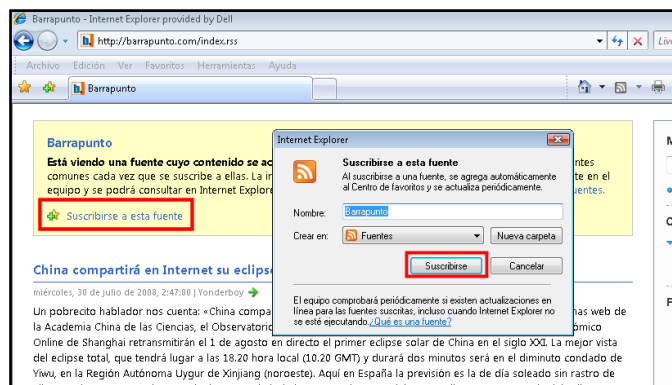 Barrapunto - Internet Explorer provided by Dell
http://barrapunto.com/index.rss
Live
Archivo Edición Ver Favoritos Herramientas Ayuda
Barrapunto
Barrapunto
Está viendo una fuente cuyo contenido se ac
entes
comunes cada vez que se suscribe a ellas. La in
te en el
equipo y se podrá consultar en Internet Explore
uentes.
Suscribirse a esta fuente
Internet Explorer
Suscribirse a esta fuente
Al suscribirse a una fuente, se agrega automáticamente
al Centro de favoritos y se actualiza periódicamente.
Nombre: Barrapunto
Crear en: Fuentes Nueva carpeta
Suscribirse Cancelar
El equipo comprobará periódicamente si existen actualizaciones en
línea para las fuentes suscritas, incluso cuando Internet Explorer no
se esté ejecutando.¿Qué es una fuente?
China compartirá en Internet su eclips
miércoles, 30 de julio de 2008, 2:47:00 | Yonderboy
Un pobrecito hablador nos cuenta: «China compa
nas web de
la Academia China de las Ciencias, el Observatorio
ómico
Online de Shanghai retransmitirán el 1 de agosto en directo el primer eclipse solar de China en el siglo XXI. La mejor vista
del eclipse total, que tendrá lugar a las 18.20 hora local (10.20 GMT) y durará dos minutos será en el diminuto condado de
Yiwu, en la Región Autónoma Uygur de Xinjiang (noroeste). Aquí en España la previsión es la de día soleado sin rastro de